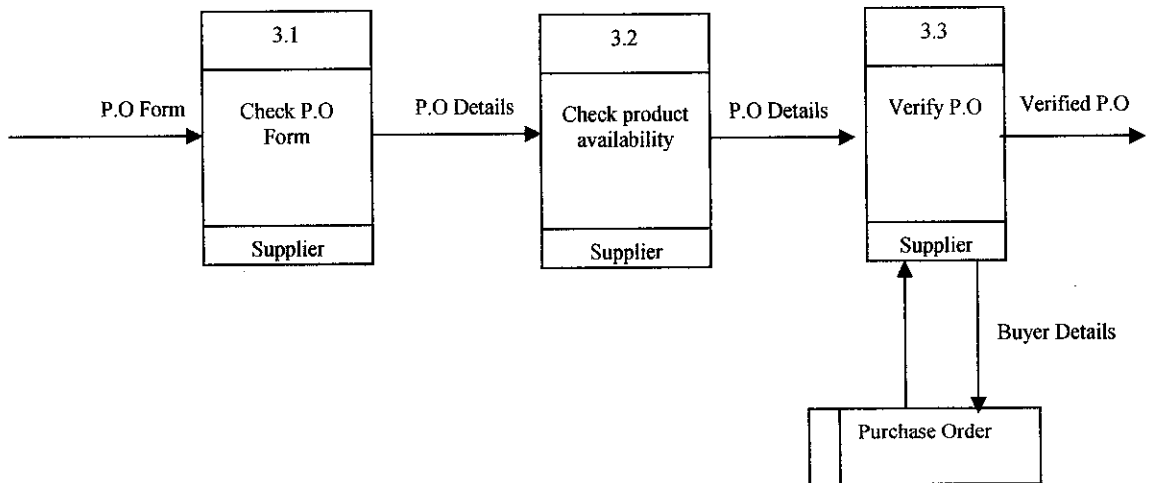 3.1
3.2
3.3
P.O Form
Check P.O
Form
P.O Details
Check product
availability
P.O Details
Verify P.O
Verified P.O
Supplier
Supplier
Supplier
Buyer Details
Purchase Order